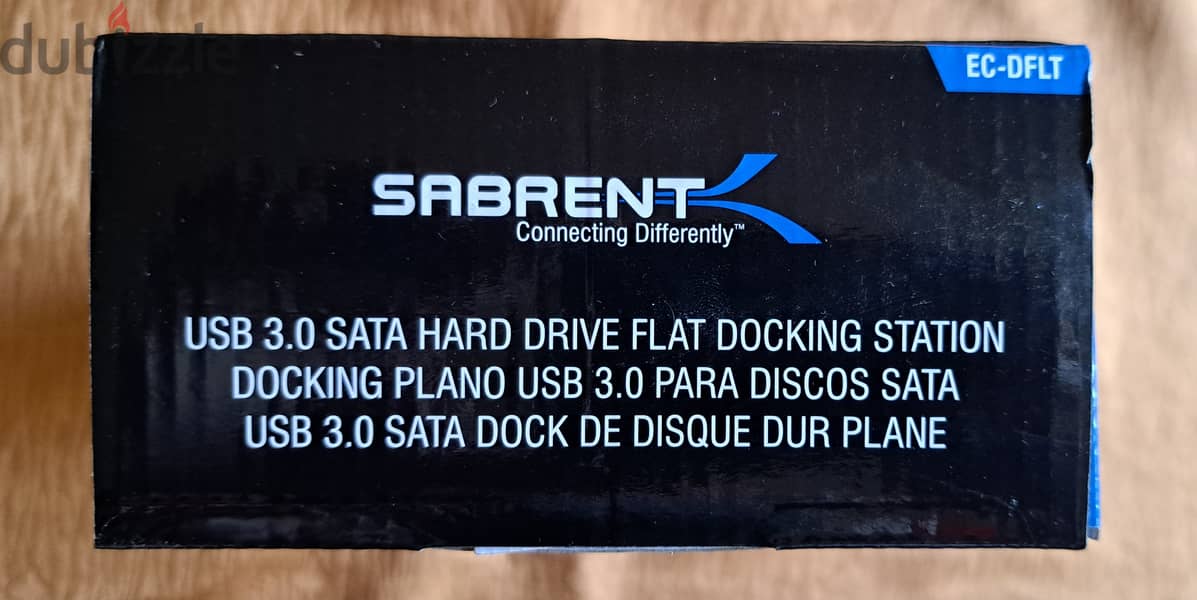 dubizzle
EC-DFLT
SABRENT
Connecting Differently™
USB 3.0 SATA HARD DRIVE FLAT DOCKING STATION
DOCKING PLANO USB 3.0 PARA DISCOS SATA
USB 3.0 SATA DOCK DE DISQUE DUR PLANE